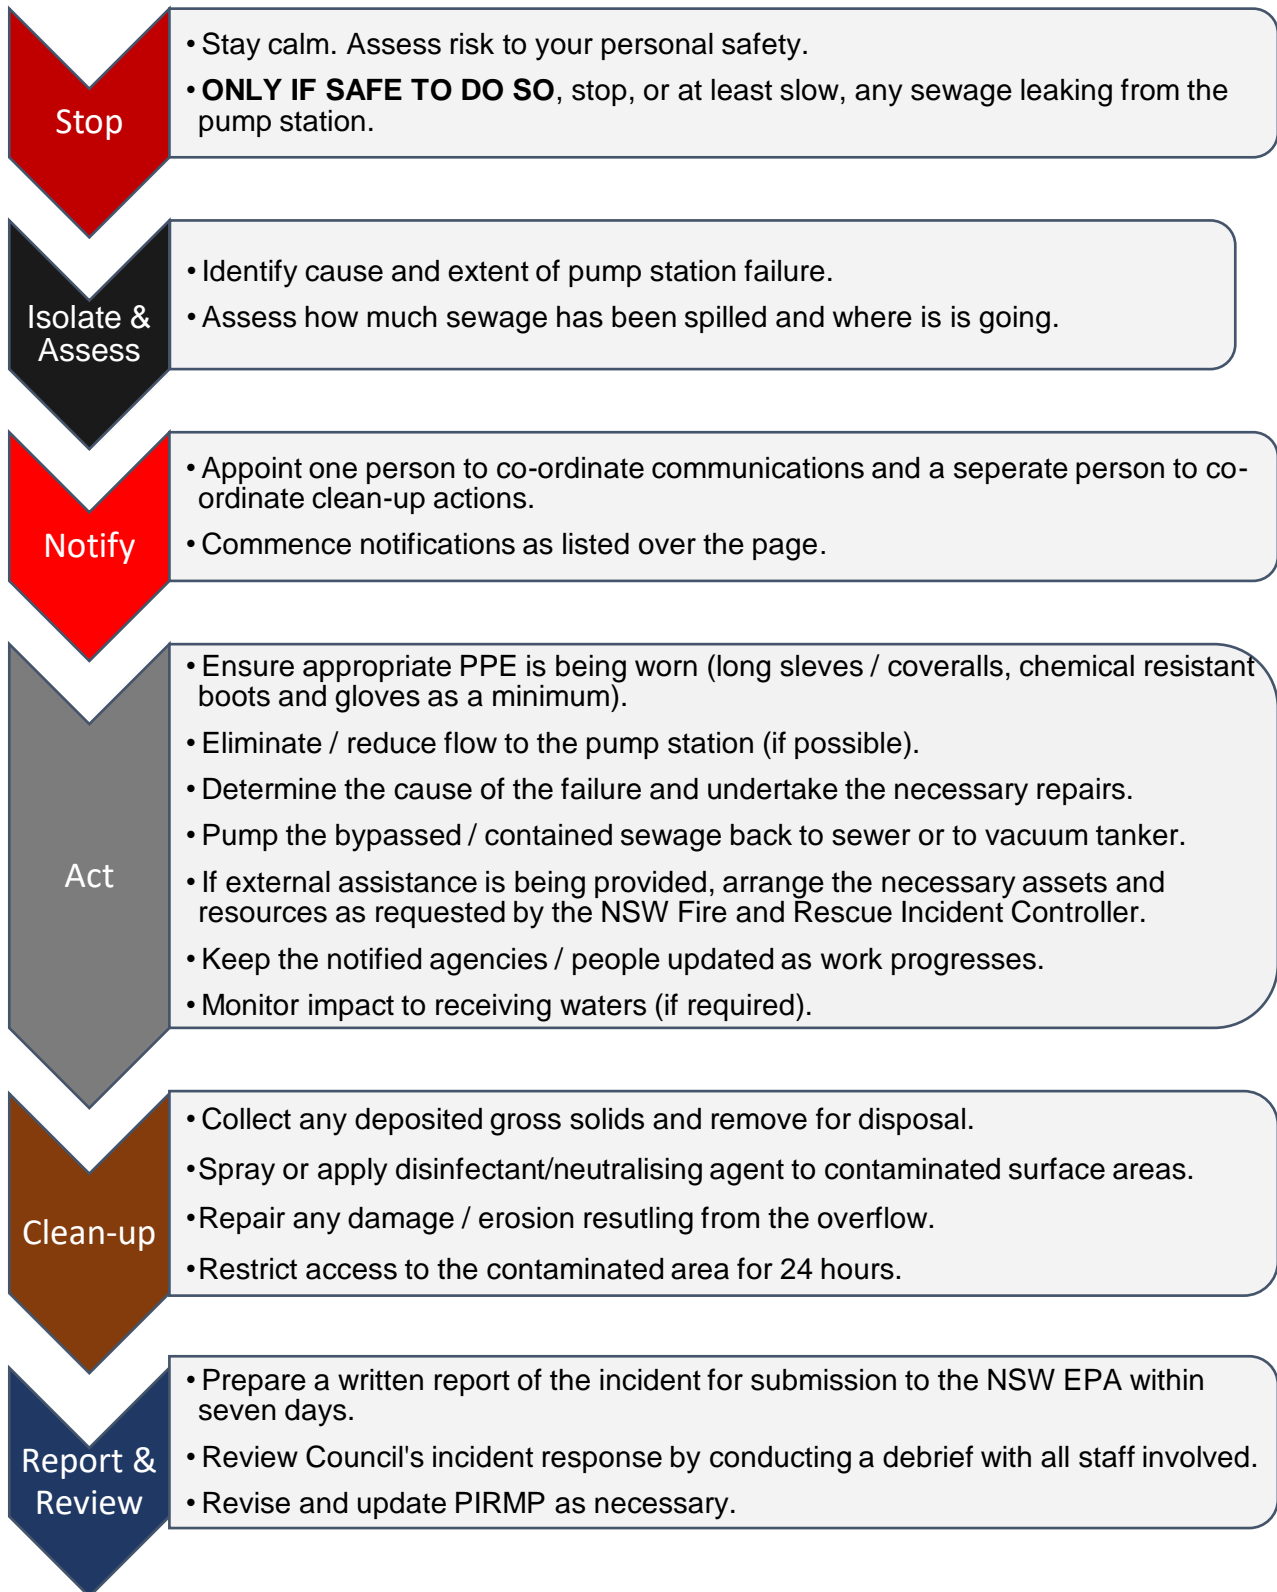 Stop
• Stay calm. Assess risk to your personal safety.
• ONLY IF SAFE TO DO SO, stop, or at least slow, any sewage leaking from the
pump station.
Isolate &
Assess
• Identify cause and extent of pump station failure.
• Assess how much sewage has been spilled and where is is going.
Notify
• Appoint one person to co-ordinate communications and a seperate person to co-
ordinate clean-up actions.
• Commence notifications as listed over the page.
Act
• Ensure appropriate PPE is being worn (long sleves / coveralls, chemical resistant
boots and gloves as a minimum).
• Eliminate / reduce flow to the pump station (if possible).
• Determine the cause of the failure and undertake the necessary repairs.
• Pump the bypassed / contained sewage back to sewer or to vacuum tanker.
• If external assistance is being provided, arrange the necessary assets and
resources as requested by the NSW Fire and Rescue Incident Controller.
• Keep the notified agencies / people updated as work progresses.
• Monitor impact to receiving waters (if required).
Clean-up
• Collect any deposited gross solids and remove for disposal.
• Spray or apply disinfectant/neutralising agent to contaminated surface areas.
• Repair any damage / erosion resutling from the overflow.
• Restrict access to the contaminated area for 24 hours.
Report &
Review
• Prepare a written report of the incident for submission to the NSW EPA within
seven days.
• Review Council's incident response by conducting a debrief with all staff involved.
• Revise and update PIRMP as necessary.